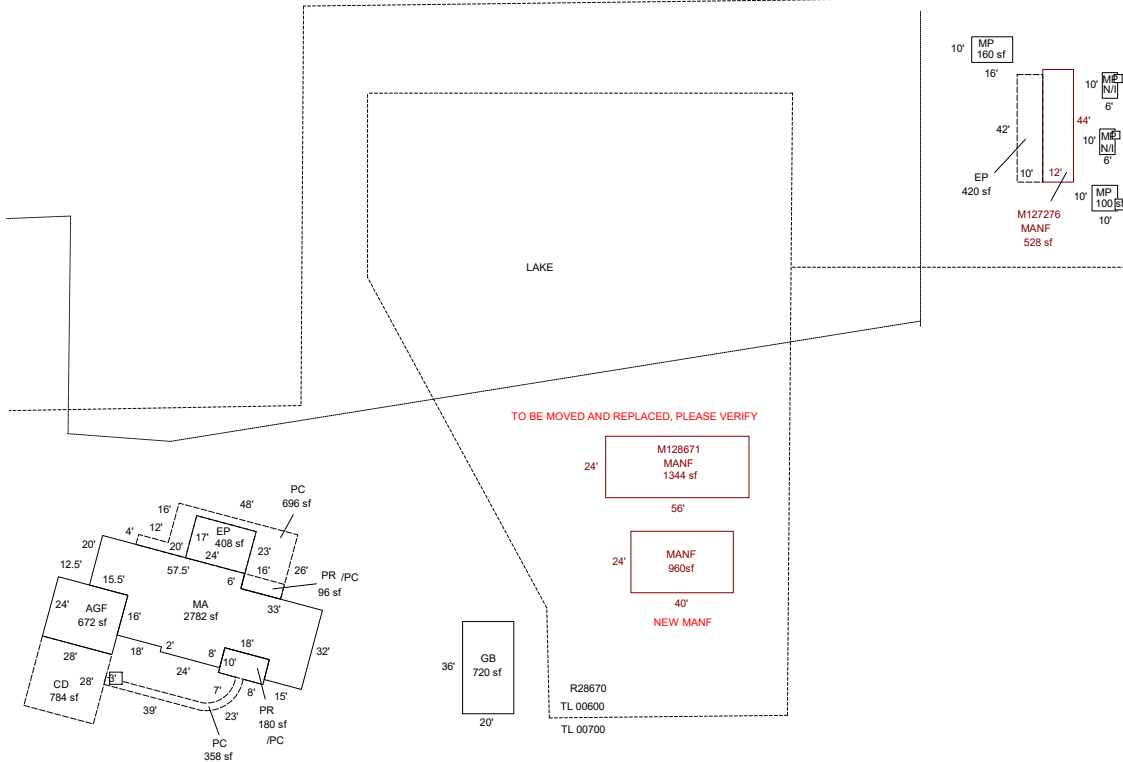 10'
MP
160 sf
16'
42'
44'
EP
420 sf
10'
12'
M127276
MANF
528 sf
10'
MP
N/I
6'
10'
MP
N/I
6'
10'
MP
100 sf
10'
LAKE
TO BE MOVED AND REPLACED, PLEASE VERIFY
24'
M128671
MANF
1344 sf
56'
24'
MANF
960sf
40'
NEW MANF
36'
GB
720 sf
20'
R28670
TL 00600
TL 00700
PC
696 sf
48'
16'
12'
4'
20'
17'
EP
408 sf
24'
23'
16'
26'
PR /PC
96 sf
6'
33'
57.5'
20'
12.5'
15.5'
24'
AGF
672 sf
16'
MA
2782 sf
32'
28'
18'
2'
24'
8'
18'
10'
15'
CD
784 sf
28'
8'
39'
7'
23'
8'
PR
180 sf
/PC
PC
358 sf